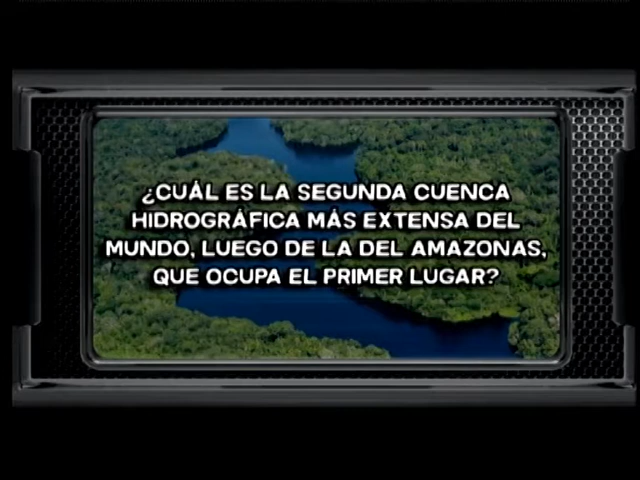 ¿CUÁL ES LA SEGUNDA CUENCA
HIDROGRÁFICA MÁS EXTENSA DEL
MUNDO, LUEGO DE LA DEL AMAZONAS,
QUE OCUPA EL PRIMER LUGAR?